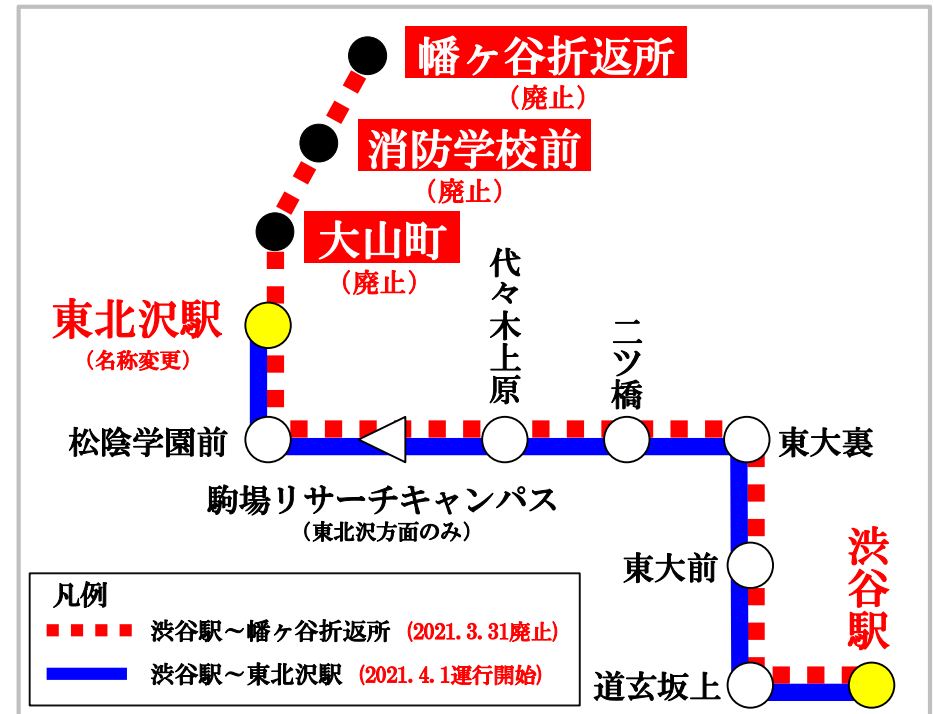 幡ヶ谷折返所
（廃止）
消防学校前
（廃止）
大山町
（廃止）
東北沢駅
（名称変更）
代々木上原
二ツ橋
松陰学園前
東大裏
駒場リサーチキャンパス
（東北沢方面のみ）
東大前
渋谷駅
道玄坂上
凡例
渋谷駅～幡ヶ谷折返所 (2021.3.31廃止)
渋谷駅～東北沢駅 (2021.4.1運行開始)